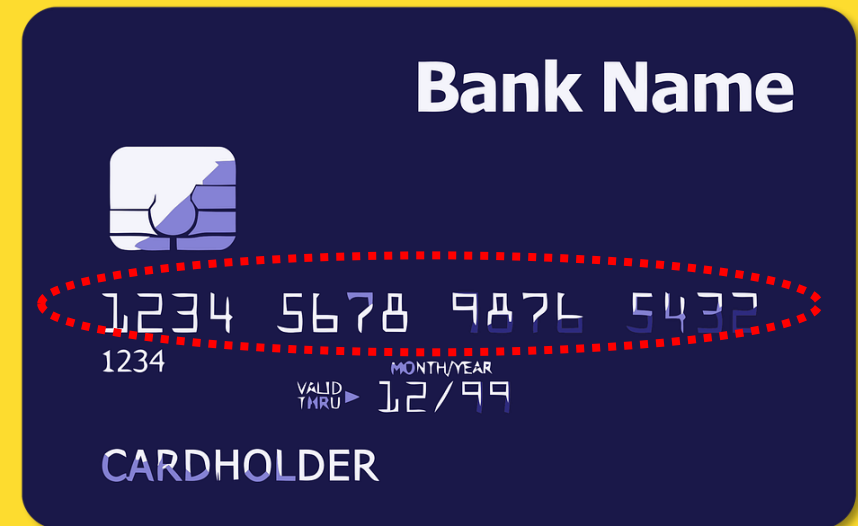 Bank Name
1234 5678 9876 5432
1234
MONTH/YEAR
VALID THRU 12/99
CARDHOLDER